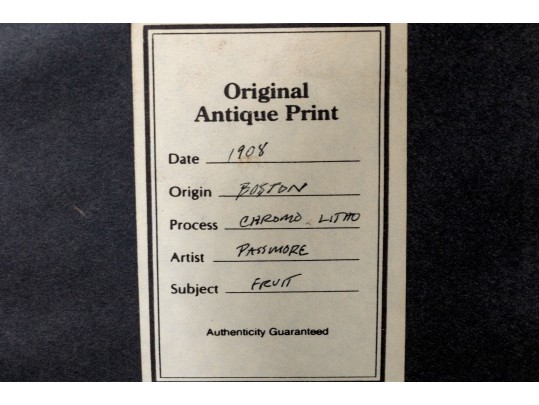 Original
Antique Print
Date 1908
Origin BOSTON
Process CHROMO LITHO
Artist PASSMORE
Subject FRUIT
Authenticity Guaranteed